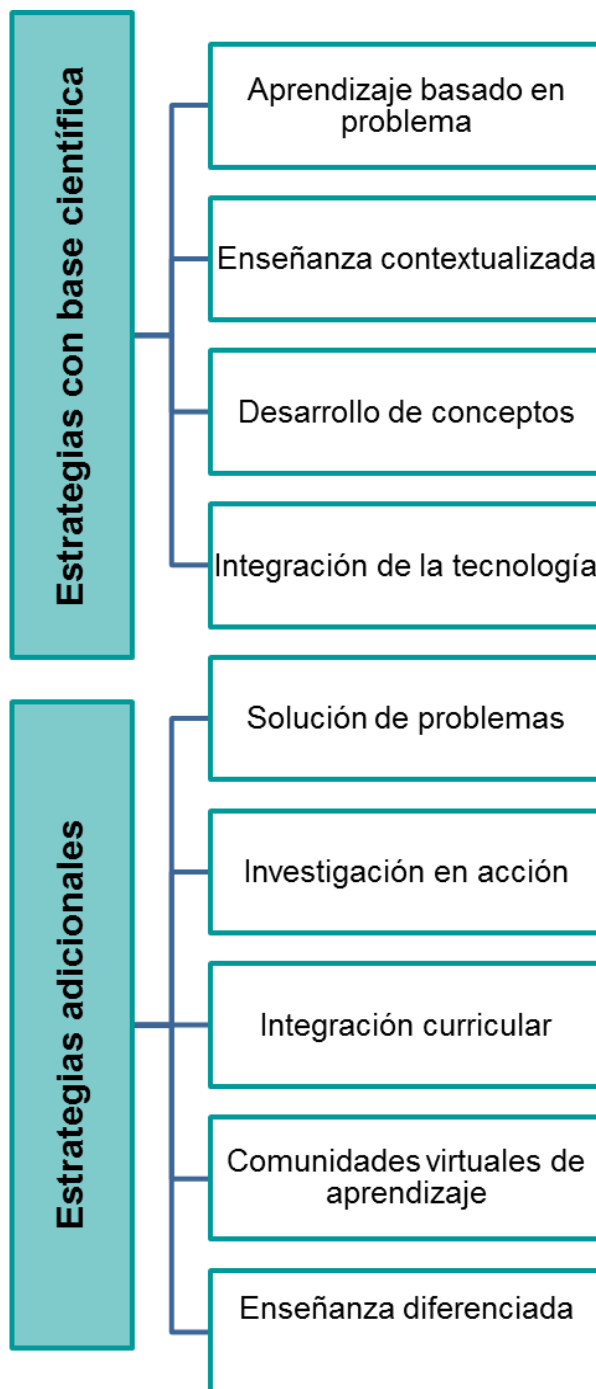 Estrategias con base científica
Aprendizaje basado en
problema
Enseñanza contextualizada
Desarrollo de conceptos
Integración de la tecnología
Estrategias adicionales
Solución de problemas
Investigación en acción
Integración curricular
Comunidades virtuales de
aprendizaje
Enseñanza diferenciada